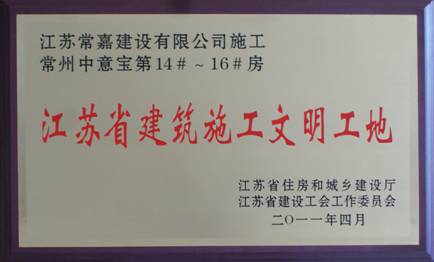 江苏常嘉建设有限公司施工
常州中意宝第14#～16#房
江苏省建筑施工文明工地
江苏省住房和城乡建设厅
江苏省建设工会工作委员会
二〇一一年四月